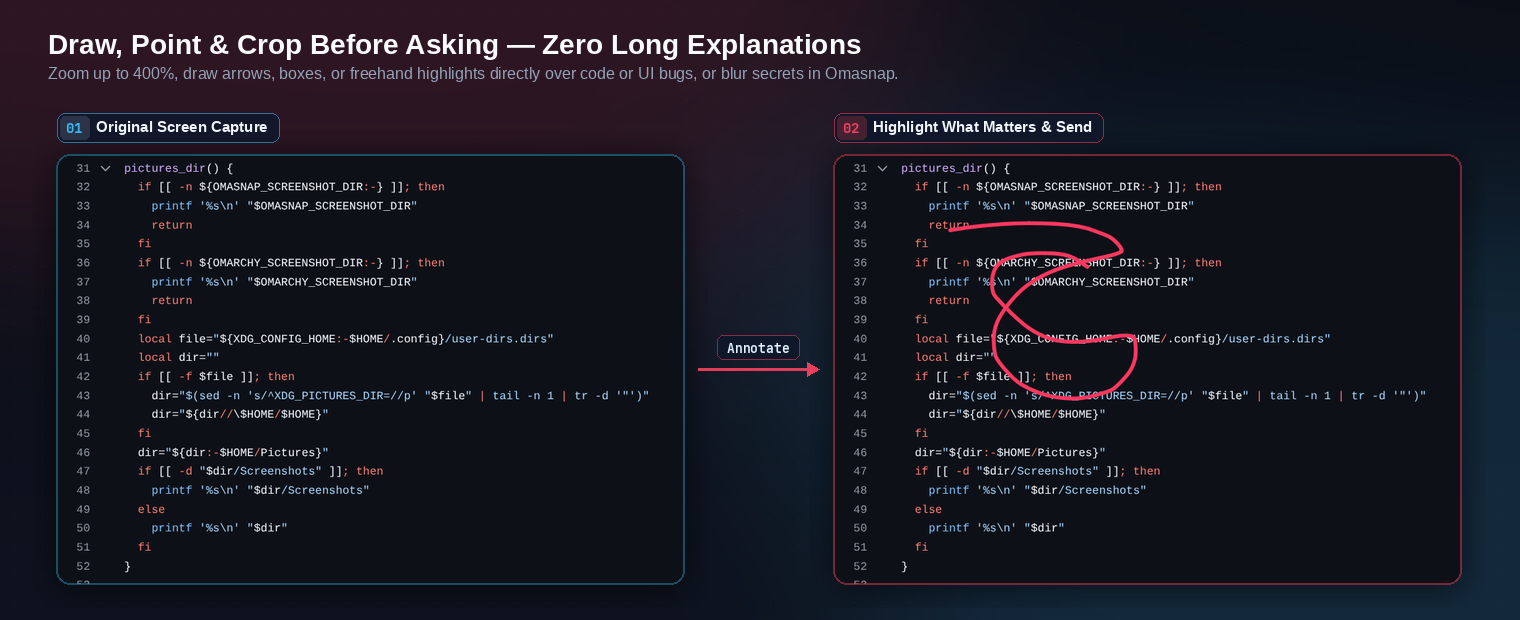 Draw, Point & Crop Before Asking — Zero Long Explanations
Zoom up to 400%, draw arrows, boxes, or freehand highlights directly over code or UI bugs, or blur secrets in Omasnap.
01 Original Screen Capture
31 pictures_dir() {
32 if [[ -n ${OMASNAP_SCREENSHOT_DIR:-} ]]; then
33 printf '%s\n' "$OMASNAP_SCREENSHOT_DIR"
34 return
35 fi
36 if [[ -n ${OMARCHY_SCREENSHOT_DIR:-} ]]; then
37 printf '%s\n' "$OMARCHY_SCREENSHOT_DIR"
38 return
39 fi
40 local file="${XDG_CONFIG_HOME:-$HOME/.config}/user-dirs.dirs"
41 local dir=""
42 if [[ -f $file ]]; then
43 dir="$(sed -n 's/^XDG_PICTURES_DIR=//p' "$file" | tail -n 1 | tr -d '"')"
44 dir="${dir//\$HOME/$HOME}"
45 fi
46 dir="${dir:-$HOME/Pictures}"
47 if [[ -d "$dir/Screenshots" ]]; then
48 printf '%s\n' "$dir/Screenshots"
49 else
50 printf '%s\n' "$dir"
51 fi
52 }
53
Annotate
02 Highlight What Matters & Send
31 pictures_dir() {
32 if [[ -n ${OMASNAP_SCREENSHOT_DIR:-} ]]; then
33 printf '%s\n' "$OMASNAP_SCREENSHOT_DIR"
34 return
35 fi
36 if [[ -n ${OMARCHY_SCREENSHOT_DIR:-} ]]; then
37 printf '%s\n' "$OMARCHY_SCREENSHOT_DIR"
38 return
39 fi
40 local file="${XDG_CONFIG_HOME:-$HOME/.config}/user-dirs.dirs"
41 local dir=""
42 if [[ -f $file ]]; then
43 dir="$(sed -n 's/^XDG_PICTURES_DIR=//p' "$file" | tail -n 1 | tr -d '"')"
44 dir="${dir//\$HOME/$HOME}"
45 fi
46 dir="${dir:-$HOME/Pictures}"
47 if [[ -d "$dir/Screenshots" ]]; then
48 printf '%s\n' "$dir/Screenshots"
49 else
50 printf '%s\n' "$dir"
51 fi
52 }
53